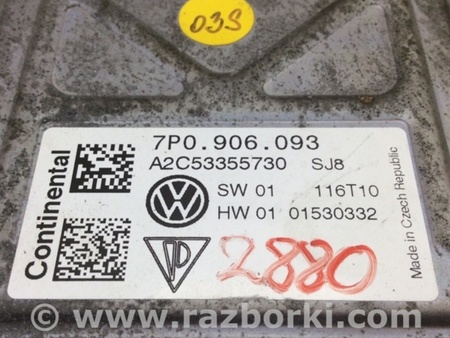 03S
Continental
7P0.906.093
A2C53355730 SJ8
SW 01 116T10
HW 01 01530332
PD
2880
Made in Czech Republic
www.razborki.com